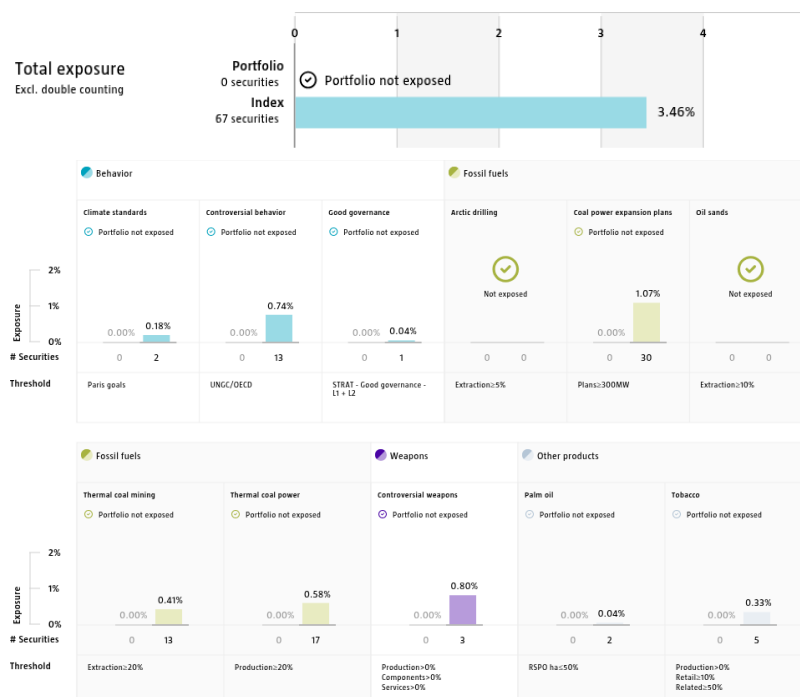 0 1 2 3 4
Total exposure
Excl. double counting
Portfolio
0 securities
Portfolio not exposed
Index
67 securities
3.46%
Behavior
Fossil fuels
Climate standards
Controversial behavior
Good governance
Arctic drilling
Coal power expansion plans
Oil sands
Portfolio not exposed
Portfolio not exposed
Portfolio not exposed
Portfolio not exposed
Not exposed
Not exposed
Exposure
2%
1%
0%
0.00% 0.18%
0.00% 0.74%
0.00% 0.04%
0.00% 1.07%
# Securities
0 2
0 13
0 1
0 0
0 30
0 0
Threshold
Paris goals
UNGC/OECD
STRAT - Good governance -
L1 + L2
Extraction≥5%
Plans≥300MW
Extraction≥10%
Fossil fuels
Weapons
Other products
Thermal coal mining
Thermal coal power
Controversial weapons
Palm oil
Tobacco
Portfolio not exposed
Portfolio not exposed
Portfolio not exposed
Portfolio not exposed
Portfolio not exposed
Exposure
2%
1%
0%
0.00% 0.41%
0.00% 0.58%
0.00% 0.80%
0.00% 0.04%
0.00% 0.33%
# Securities
0 13
0 17
0 3
0 2
0 5
Threshold
Extraction≥20%
Production≥20%
Production>0%
Components>0%
Services>0%
RSPO ha≤50%
Production>0%
Retail≥10%
Related≥50%